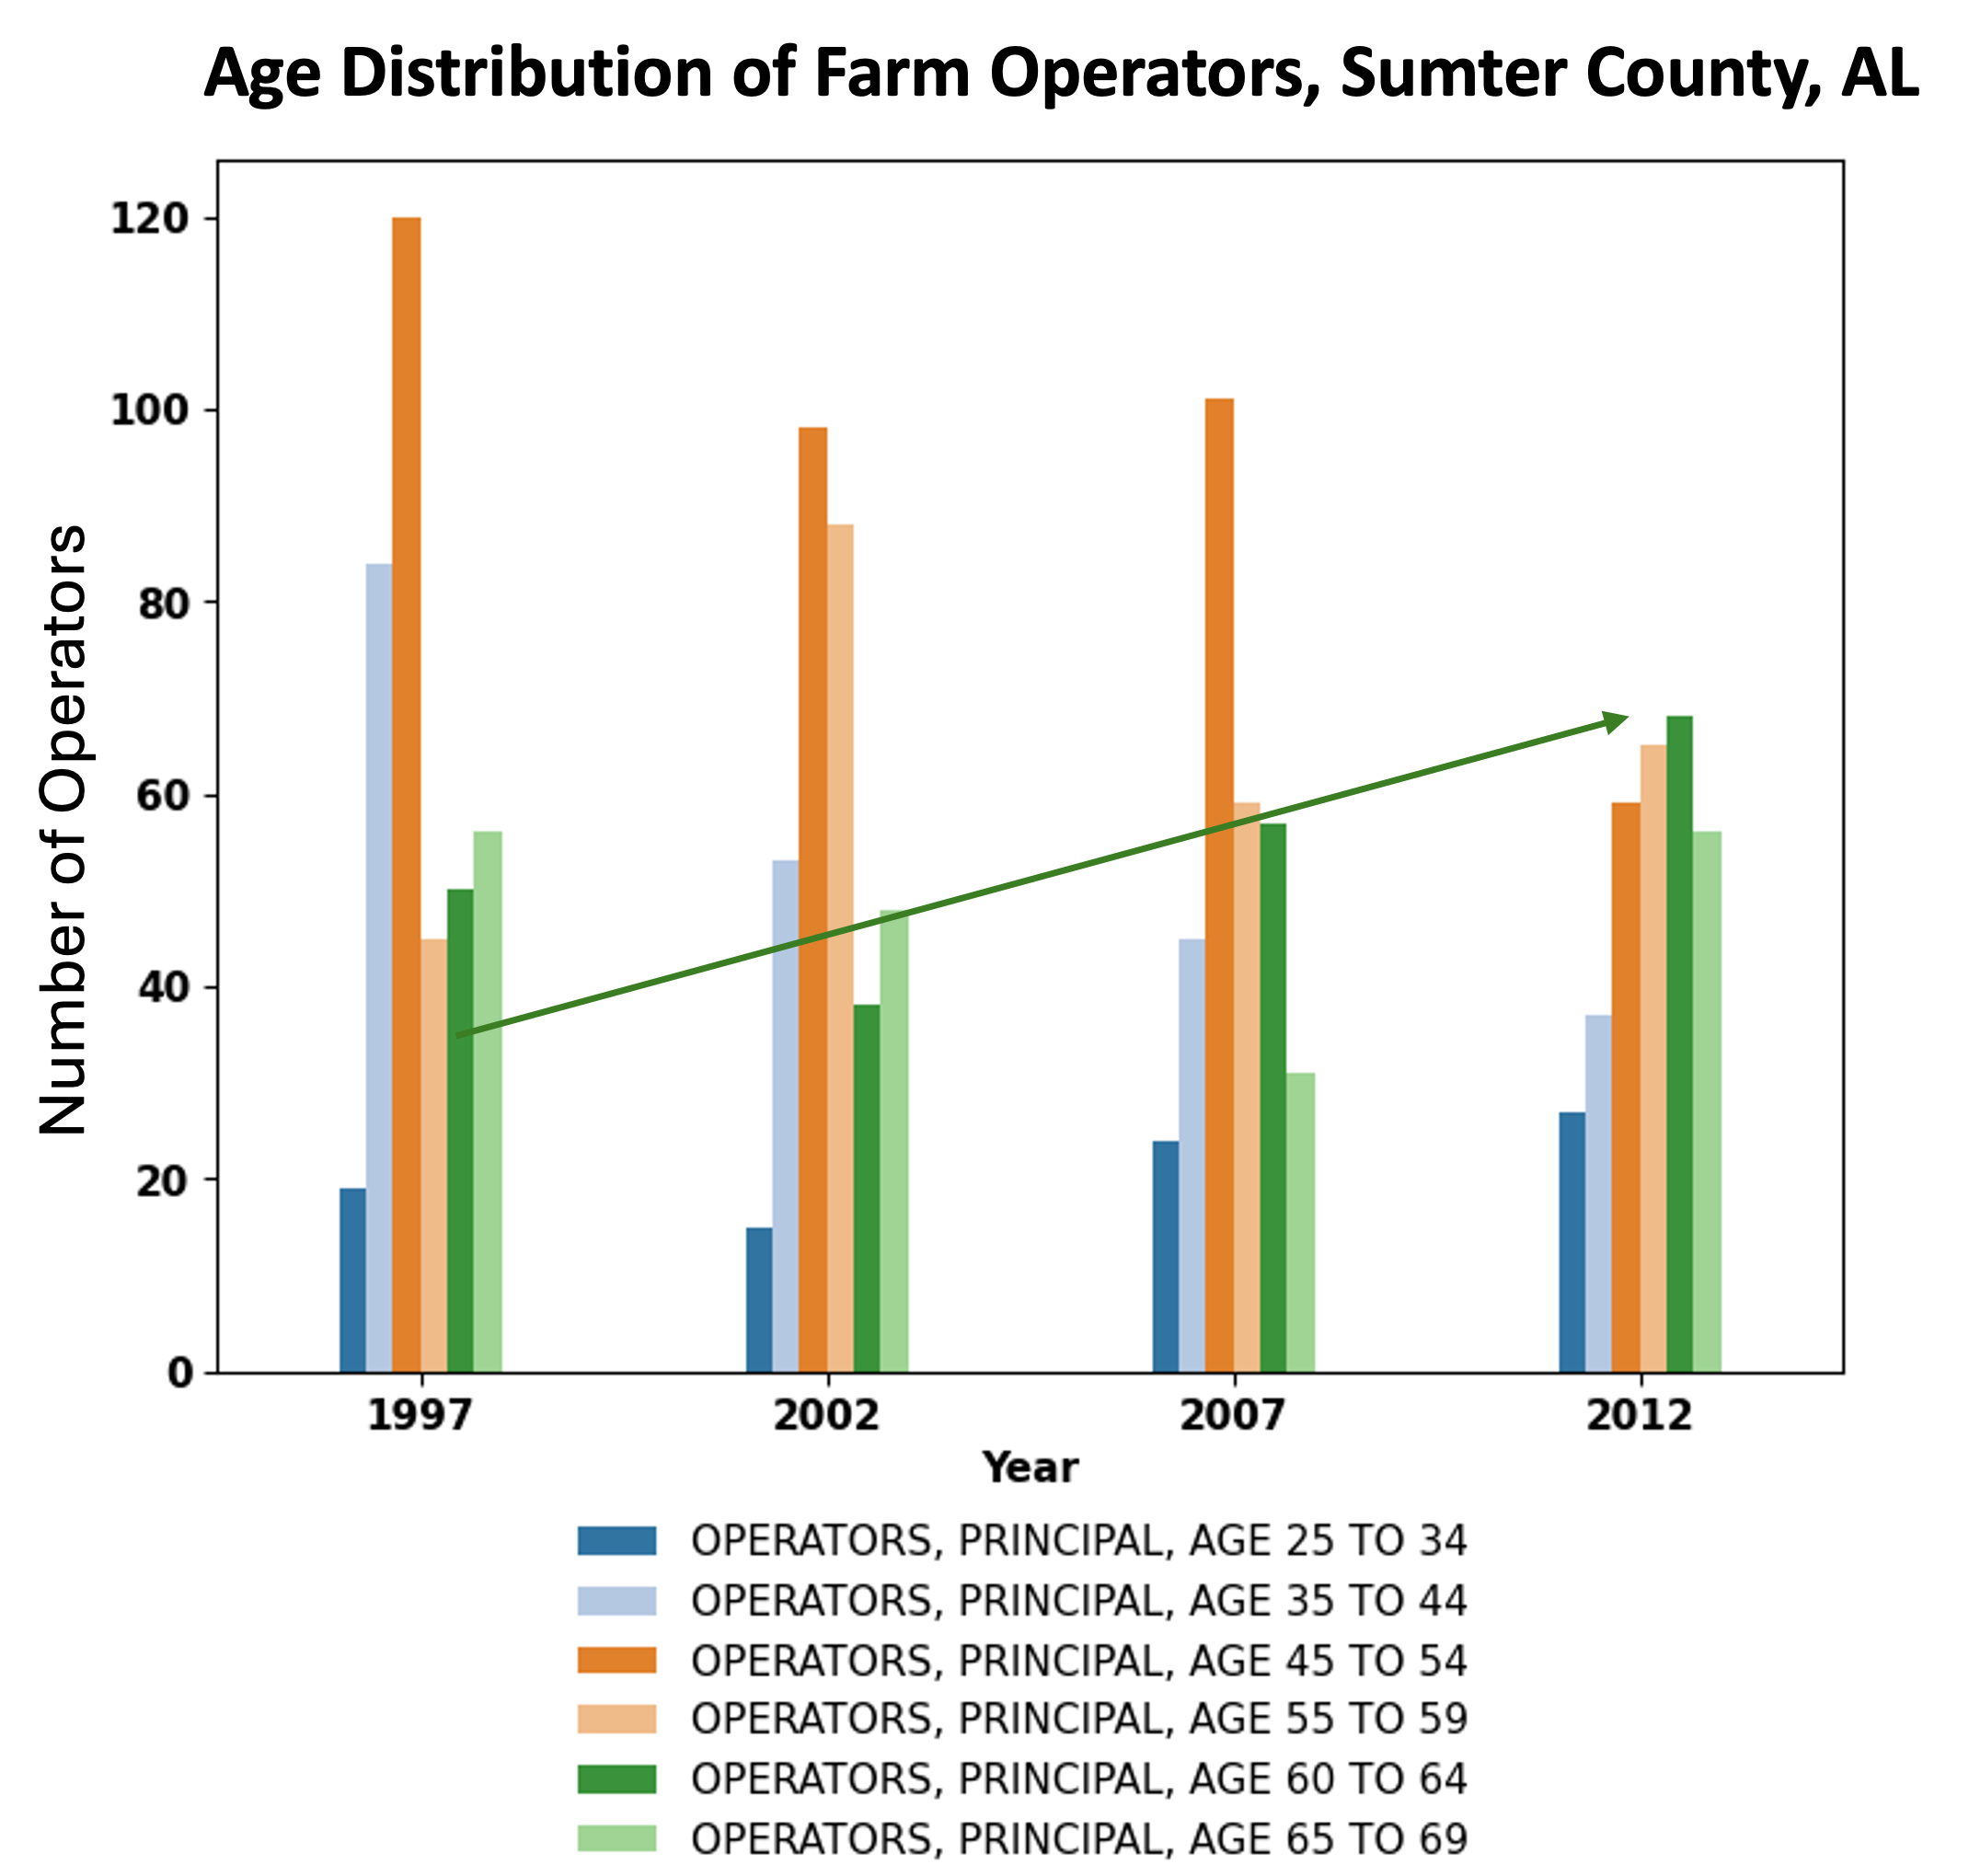 Age Distribution of Farm Operators, Sumter County, AL
Number of Operators
120
100
80
60
40
20
0
1997 2002 2007 2012
Year
OPERATORS, PRINCIPAL, AGE 25 TO 34
OPERATORS, PRINCIPAL, AGE 35 TO 44
OPERATORS, PRINCIPAL, AGE 45 TO 54
OPERATORS, PRINCIPAL, AGE 55 TO 59
OPERATORS, PRINCIPAL, AGE 60 TO 64
OPERATORS, PRINCIPAL, AGE 65 TO 69